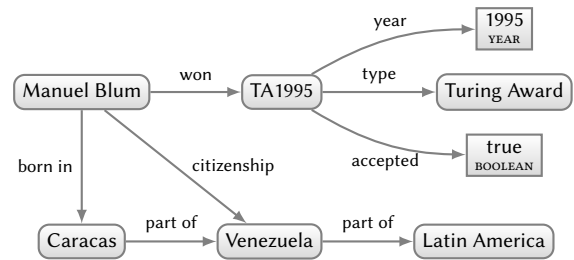 year
1995
YEAR
Manuel Blum
won
TA1995
type
Turing Award
born in
citizenship
accepted
true
BOOLEAN
Caracas
part of
Venezuela
part of
Latin America